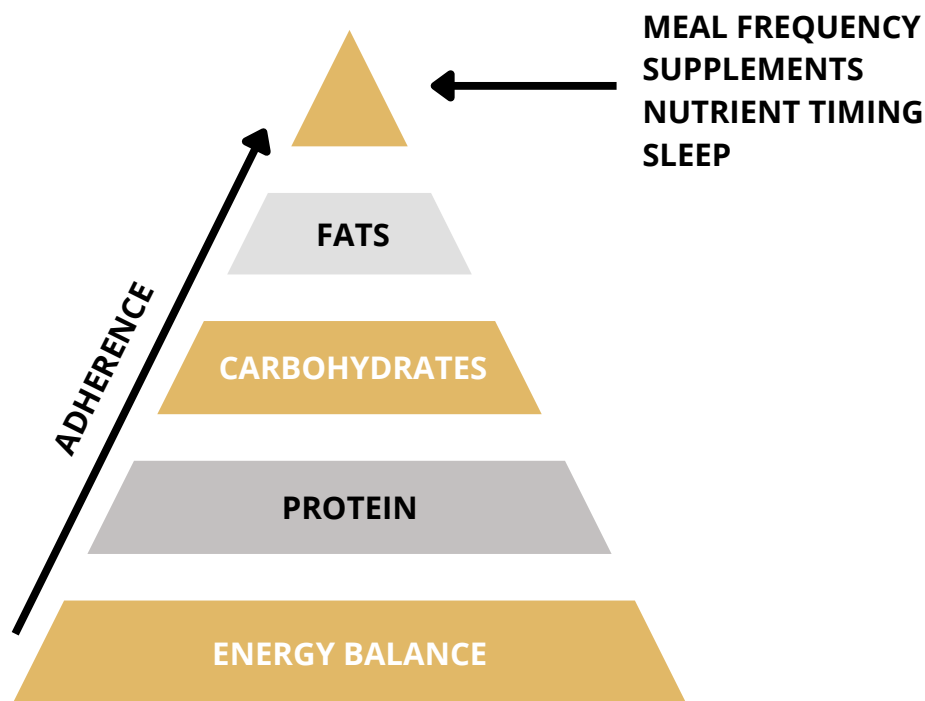 MEAL FREQUENCY
SUPPLEMENTS
NUTRIENT TIMING
SLEEP
FATS
ADHERENCE
CARBOHYDRATES
PROTEIN
ENERGY BALANCE